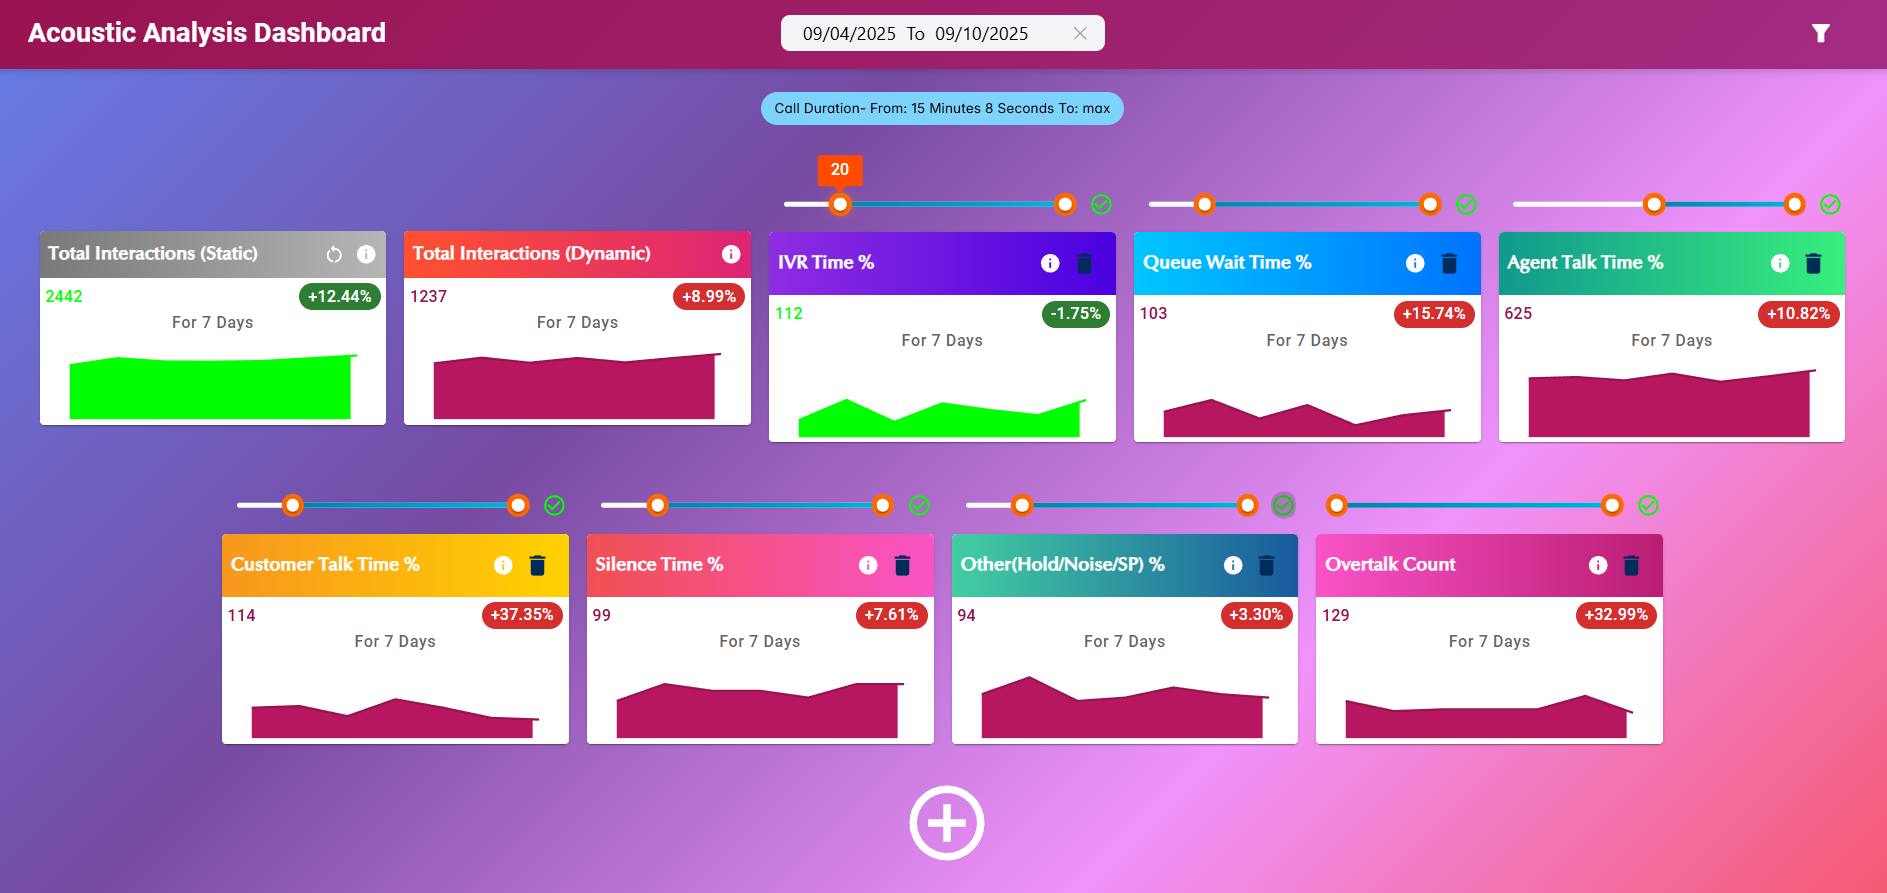 Acoustic Analysis Dashboard
09/04/2025 To 09/10/2025
Call Duration- From: 15 Minutes 8 Seconds To: max
20
Total Interactions (Static)
2442
+12.44%
For 7 Days
Total Interactions (Dynamic)
1237
+8.99%
For 7 Days
IVR Time %
112
-1.75%
For 7 Days
Queue Wait Time %
103
+15.74%
For 7 Days
Agent Talk Time %
625
+10.82%
For 7 Days
Customer Talk Time %
114
+37.35%
For 7 Days
Silence Time %
99
+7.61%
For 7 Days
Other(Hold/Noise/SP) %
94
+3.30%
For 7 Days
Overtalk Count
129
+32.99%
For 7 Days